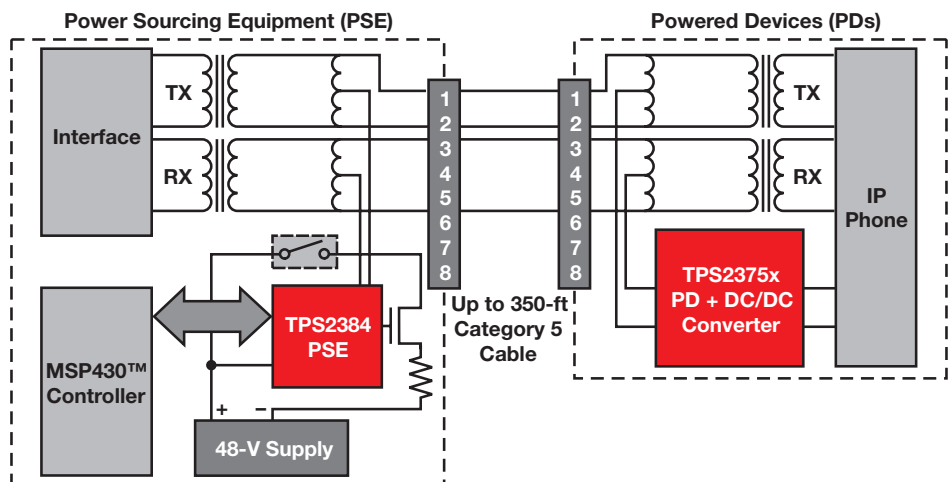 Power Sourcing Equipment (PSE)
Powered Devices (PDs)
Interface
TX
RX
1
2
3
4
5
6
7
8
1
2
3
4
5
6
7
8
TX
RX
IP
Phone
MSP430™
Controller
TPS2384
PSE
+
–
48-V Supply
Up to 350-ft
Category 5
Cable
TPS2375x
PD + DC/DC
Converter